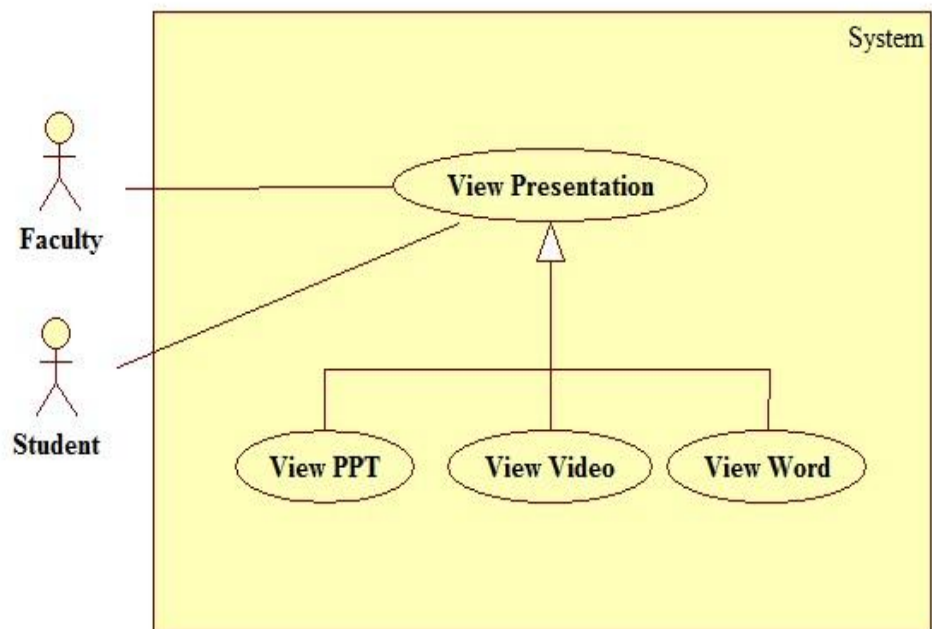 System
View Presentation
Faculty
Student
View PPT
View Video
View Word